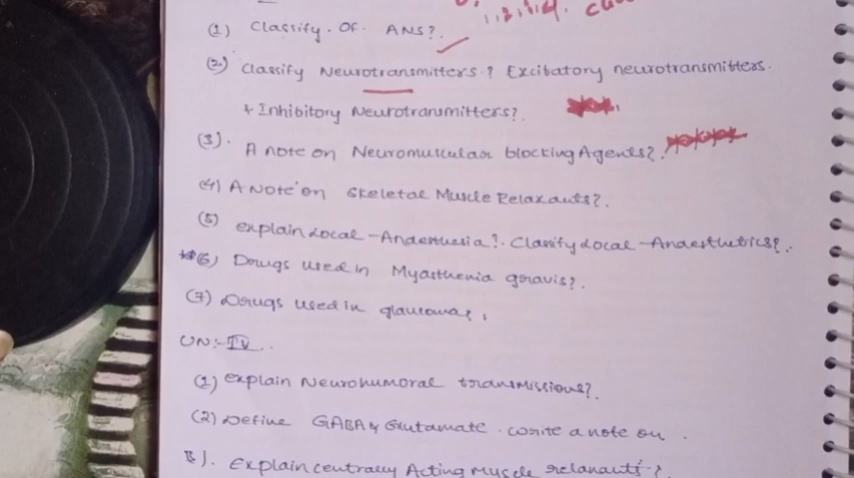 (1) Classify. Of. ANS?.
(2) Classify Neurotransmitters? Excitatory neurotransmitters.
+ Inhibitory Neurotransmitters?.
(3). A note on Neuromuscular blocking Agents?.
(4) A Note on Skeletal Muscle Relaxants?.
(5) explain Local -Anaesthesia?. Classify Local -Anaesthetics?.
(6) Drugs used in Myasthenia gravis?.
(7) Drugs used in glaucoma?.
UN:-IV.
(1) explain Neurohumoral transmissions?.
(2) Define GABA & Glutamate. write a note on.
3). Explain centrally Acting Muscle relaxants?